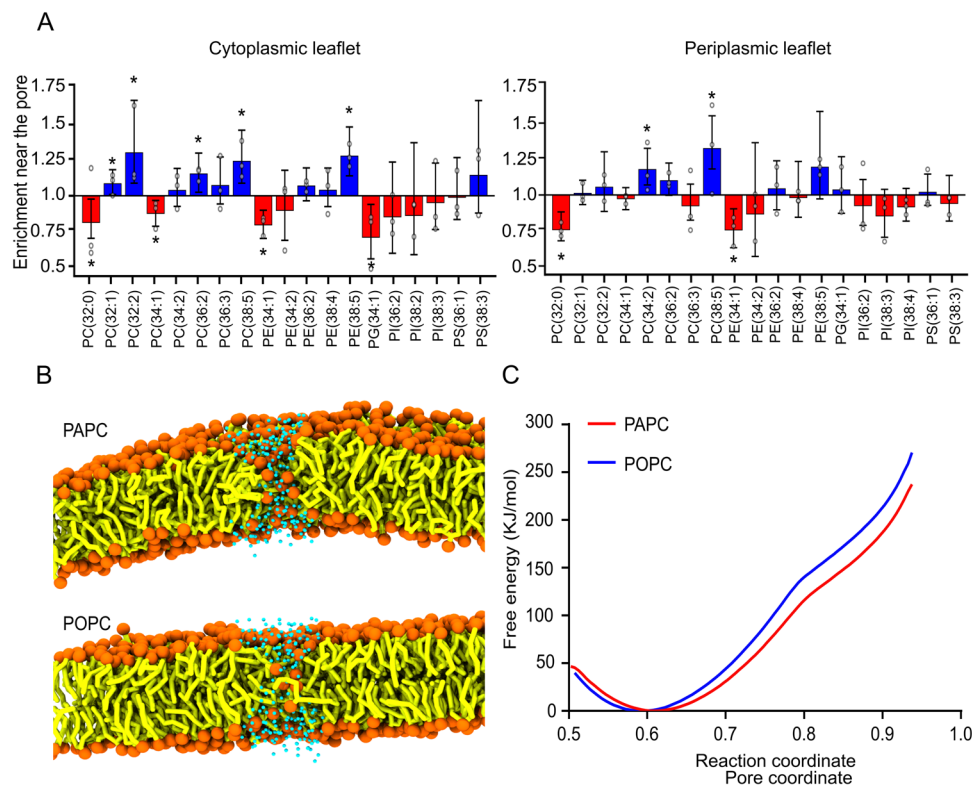 A
Cytoplasmic leaflet
Periplasmic leaflet
Enrichment near the pore
1.75
1.5
1.25
1.0
0.75
0.5
* * * * * * * * *
PC(32:0)
PC(32:1)
PC(32:2)
PC(34:1)
PC(34:2)
PC(36:2)
PC(36:3)
PC(38:5)
PE(34:1)
PE(34:2)
PE(36:2)
PE(38:4)
PE(38:5)
PG(34:1)
PI(36:2)
PI(38:2)
PI(38:3)
PS(36:1)
PS(38:3)
1.75
1.5
1.25
1.0
0.75
0.5
* * * *
PC(32:0)
PC(32:1)
PC(32:2)
PC(34:1)
PC(34:2)
PC(36:2)
PC(36:3)
PC(38:5)
PE(34:1)
PE(34:2)
PE(36:2)
PE(38:4)
PE(38:5)
PG(34:1)
PI(36:2)
PI(38:3)
PI(38:4)
PS(36:1)
PS(38:3)
B
PAPC
POPC
C
PAPC
POPC
Free energy (KJ/mol)
300
250
200
150
100
50
0
0.5 0.6 0.7 0.8 0.9 1.0
Reaction coordinate
Pore coordinate